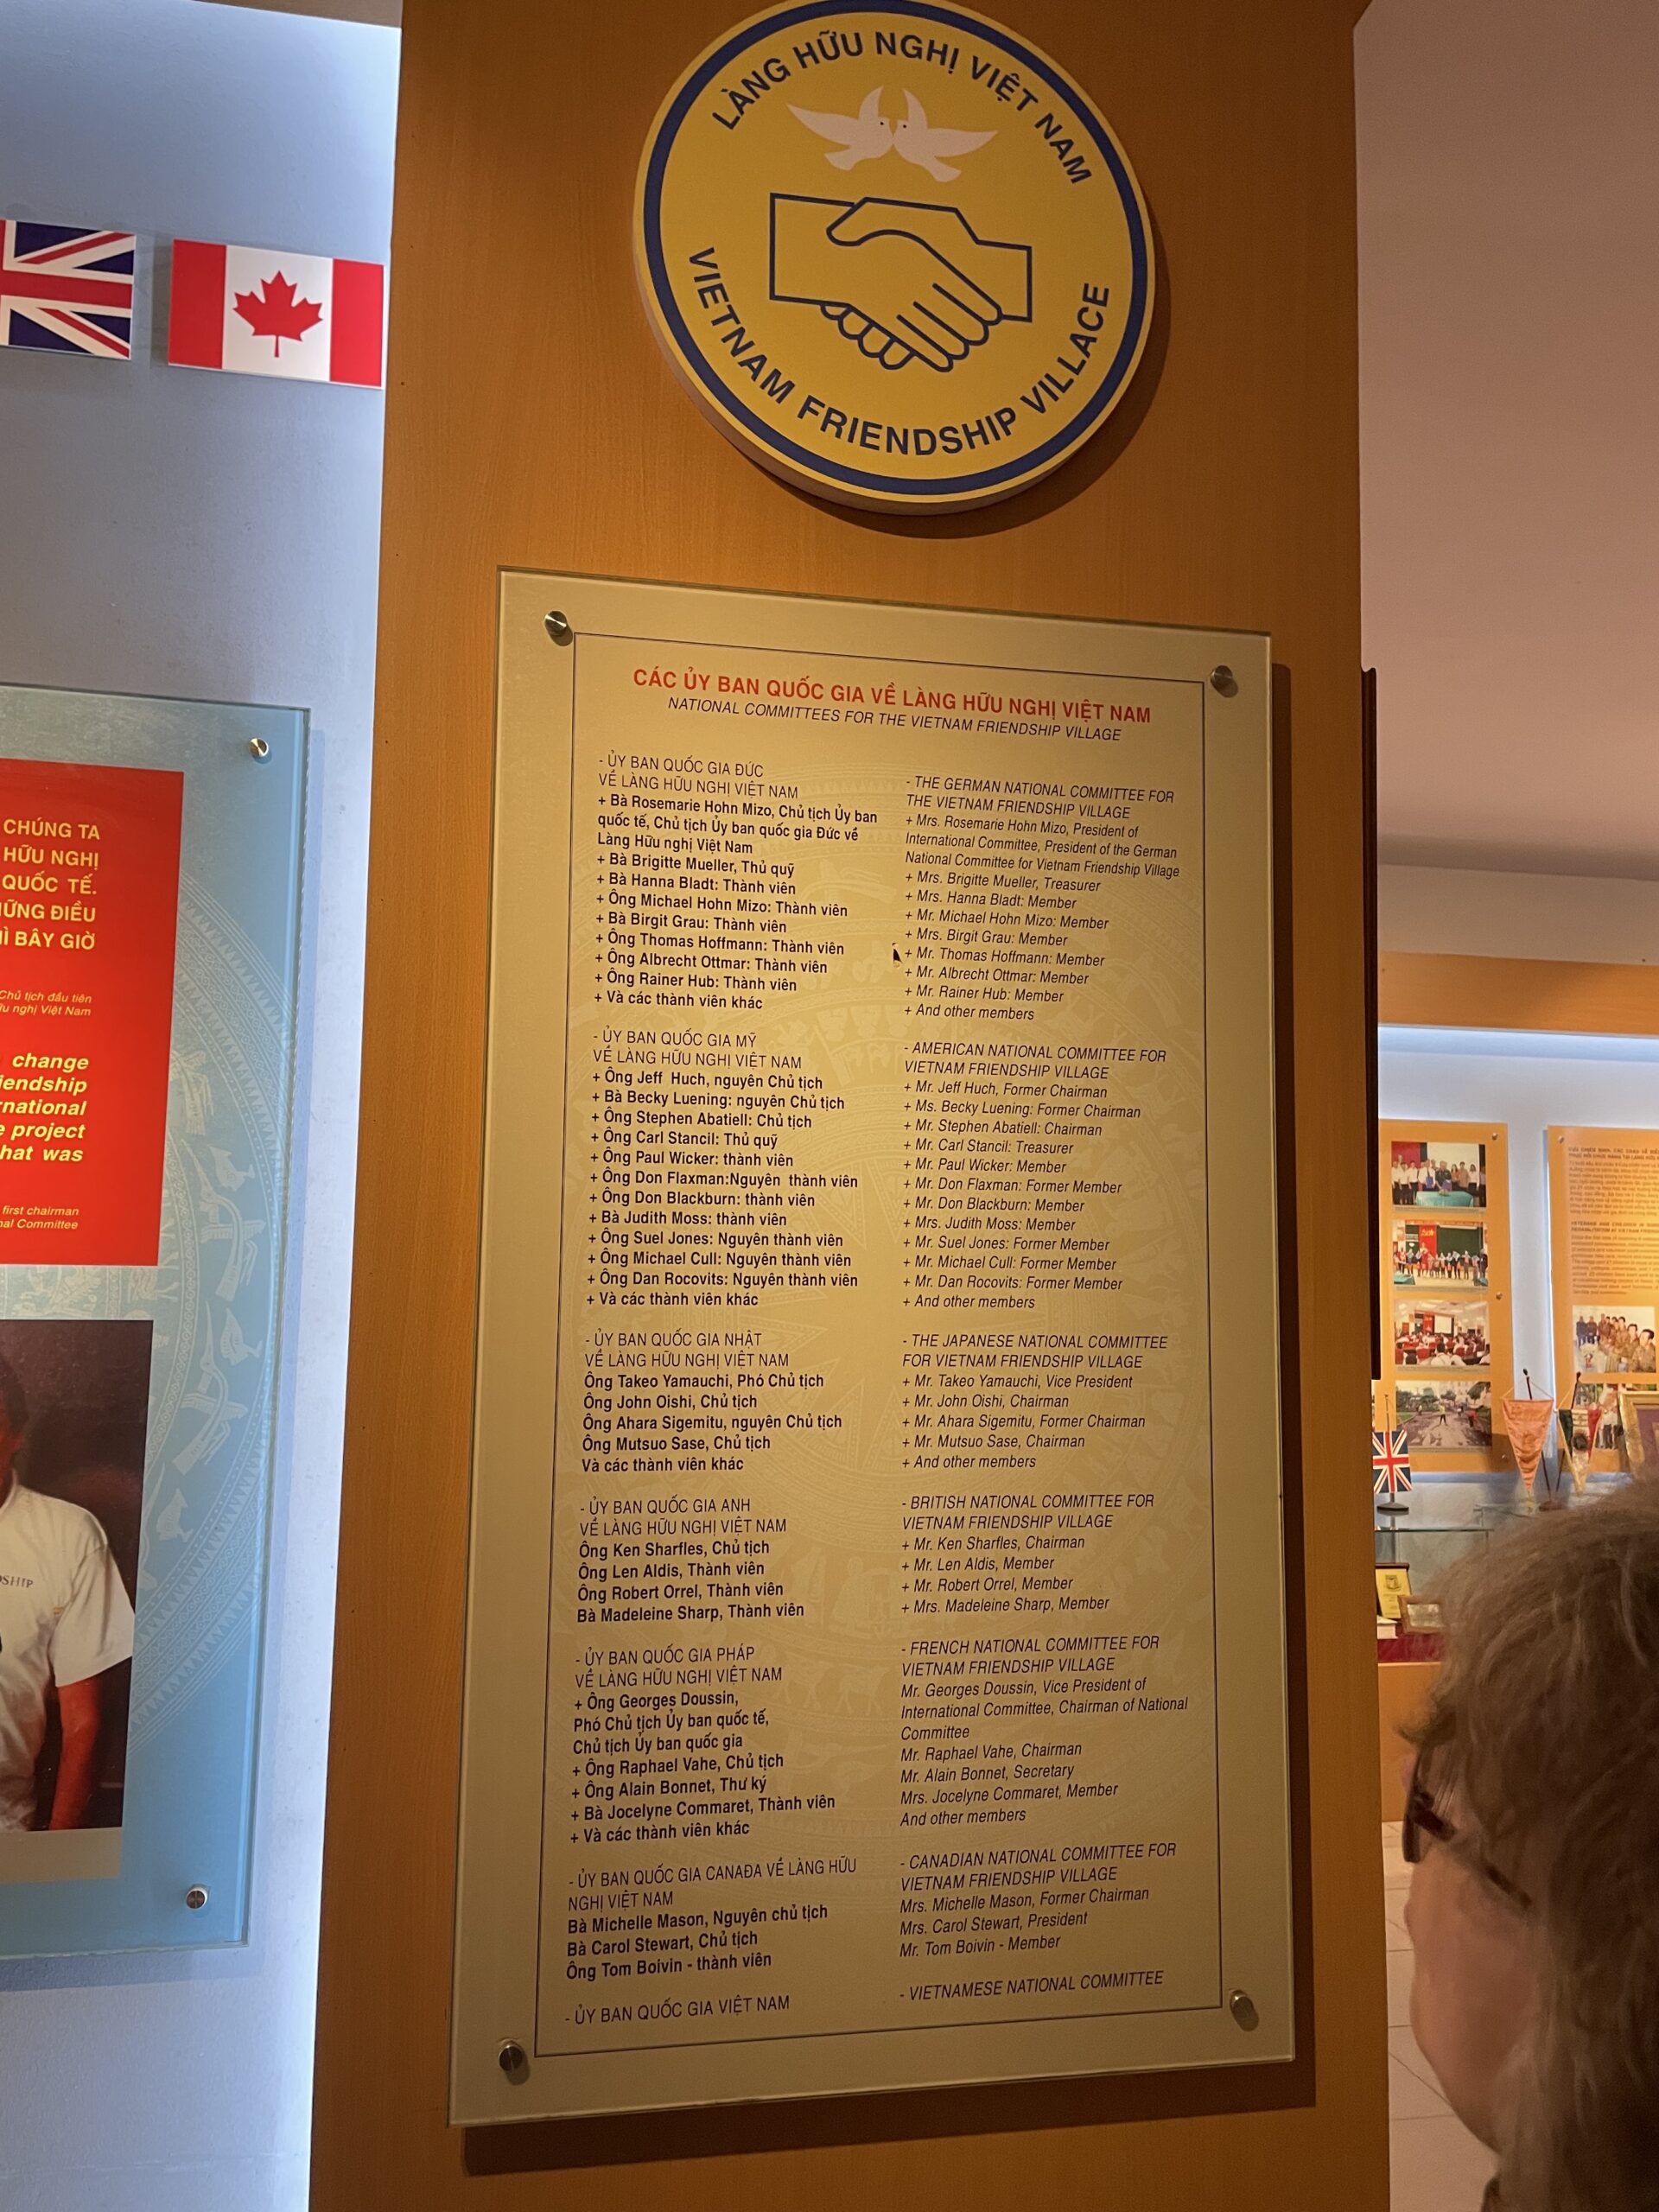 LÀNG HỮU NGHỊ VIỆT NAM
VIETNAM FRIENDSHIP VILLAGE
CÁC ỦY BAN QUỐC GIA VỀ LÀNG HỮU NGHỊ VIỆT NAM
NATIONAL COMMITTEES FOR THE VIETNAM FRIENDSHIP VILLAGE
- ỦY BAN QUỐC GIA ĐỨC
VỀ LÀNG HỮU NGHỊ VIỆT NAM
+ Bà Rosemarie Hohn Mizo, Chủ tịch Ủy ban
quốc tế, Chủ tịch Ủy ban quốc gia Đức về
Làng Hữu nghị Việt Nam
+ Bà Brigitte Mueller, Thủ quỹ
+ Bà Hanna Bladt: Thành viên
+ Ông Michael Hohn Mizo: Thành viên
+ Bà Birgit Grau: Thành viên
+ Ông Thomas Hoffmann: Thành viên
+ Ông Albrecht Ottmar: Thành viên
+ Ông Rainer Hub: Thành viên
+ Và các thành viên khác
- ỦY BAN QUỐC GIA MỸ
VỀ LÀNG HỮU NGHỊ VIỆT NAM
+ Ông Jeff Huch, nguyên Chủ tịch
+ Bà Becky Luening: nguyên Chủ tịch
+ Ông Stephen Abatiell: Chủ tịch
+ Ông Carl Stancil: Thủ quỹ
+ Ông Paul Wicker: thành viên
+ Ông Don Flaxman:Nguyên thành viên
+ Ông Don Blackburn: thành viên
+ Bà Judith Moss: thành viên
+ Ông Suel Jones: Nguyên thành viên
+ Ông Michael Cull: Nguyên thành viên
+ Ông Dan Rocovits: Nguyên thành viên
+ Và các thành viên khác
- ỦY BAN QUỐC GIA NHẬT
VỀ LÀNG HỮU NGHỊ VIỆT NAM
Ông Takeo Yamauchi, Phó Chủ tịch
Ông John Oishi, Chủ tịch
Ông Ahara Sigemitu, nguyên Chủ tịch
Ông Mutsuo Sase, Chủ tịch
Và các thành viên khác
- ỦY BAN QUỐC GIA ANH
VỀ LÀNG HỮU NGHỊ VIỆT NAM
Ông Ken Sharfles, Chủ tịch
Ông Len Aldis, Thành viên
Ông Robert Orrel, Thành viên
Bà Madeleine Sharp, Thành viên
- ỦY BAN QUỐC GIA PHÁP
VỀ LÀNG HỮU NGHỊ VIỆT NAM
+ Ông Georges Doussin,
Phó Chủ tịch Ủy ban quốc tế,
Chủ tịch Ủy ban quốc gia
+ Ông Raphael Vahe, Chủ tịch
+ Ông Alain Bonnet, Thư ký
+ Bà Jocelyne Commaret, Thành viên
+ Và các thành viên khác
- ỦY BAN QUỐC GIA CANAĐA VỀ LÀNG HỮU
NGHỊ VIỆT NAM
Bà Michelle Mason, Nguyên chủ tịch
Bà Carol Stewart, Chủ tịch
Ông Tom Boivin - thành viên
- ỦY BAN QUỐC GIA VIỆT NAM
- THE GERMAN NATIONAL COMMITTEE FOR
THE VIETNAM FRIENDSHIP VILLAGE
+ Mrs. Rosemarie Hohn Mizo, President of
International Committee, President of the German
National Committee for Vietnam Friendship Village
+ Mrs. Brigitte Mueller, Treasurer
+ Mrs. Hanna Bladt: Member
+ Mr. Michael Hohn Mizo: Member
+ Mrs. Birgit Grau: Member
+ Mr. Thomas Hoffmann: Member
+ Mr. Albrecht Ottmar: Member
+ Mr. Rainer Hub: Member
+ And other members
- AMERICAN NATIONAL COMMITTEE FOR
VIETNAM FRIENDSHIP VILLAGE
+ Mr. Jeff Huch, Former Chairman
+ Ms. Becky Luening: Former Chairman
+ Mr. Stephen Abatiell: Chairman
+ Mr. Carl Stancil: Treasurer
+ Mr. Paul Wicker: Member
+ Mr. Don Flaxman: Former Member
+ Mr. Don Blackburn: Member
+ Mrs. Judith Moss: Member
+ Mr. Suel Jones: Former Member
+ Mr. Michael Cull: Former Member
+ Mr. Dan Rocovits: Former Member
+ And other members
- THE JAPANESE NATIONAL COMMITTEE
FOR VIETNAM FRIENDSHIP VILLAGE
+ Mr. Takeo Yamauchi, Vice President
+ Mr. John Oishi, Chairman
+ Mr. Ahara Sigemitu, Former Chairman
+ Mr. Mutsuo Sase, Chairman
+ And other members
- BRITISH NATIONAL COMMITTEE FOR
VIETNAM FRIENDSHIP VILLAGE
+ Mr. Ken Sharfles, Chairman
+ Mr. Len Aldis, Member
+ Mr. Robert Orrel, Member
+ Mrs. Madeleine Sharp, Member
- FRENCH NATIONAL COMMITTEE FOR
VIETNAM FRIENDSHIP VILLAGE
Mr. Georges Doussin, Vice President of
International Committee, Chairman of National
Committee
Mr. Raphael Vahe, Chairman
Mr. Alain Bonnet, Secretary
Mrs. Jocelyne Commaret, Member
And other members
- CANADIAN NATIONAL COMMITTEE FOR
VIETNAM FRIENDSHIP VILLAGE
Mrs. Michelle Mason, Former Chairman
Mrs. Carol Stewart, President
Mr. Tom Boivin - Member
- VIETNAMESE NATIONAL COMMITTEE
CHÚNG TA
HỮU NGHỊ
QUỐC TẾ.
ỮNG ĐIỀU
BÂY GIỜ
Chủ tịch đầu tiên
nghị Việt Nam
change
iendship
rnational
e project
hat was
first chairman
nal Committee
SHIP